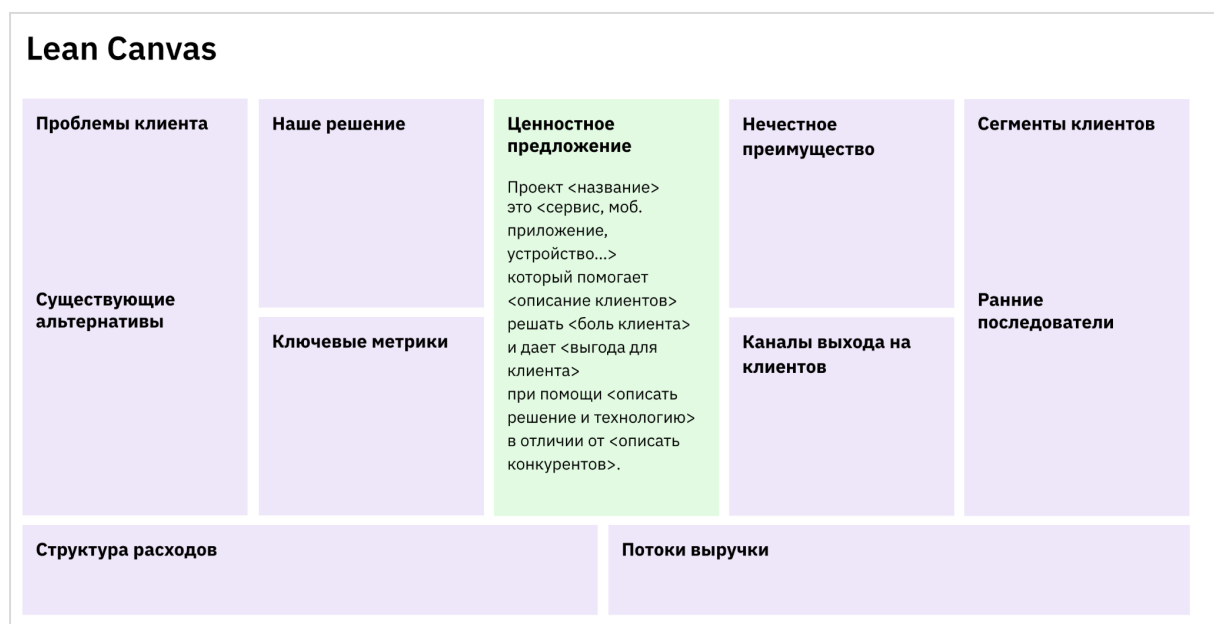 Lean Canvas
Проблемы клиента
Существующие
альтернативы
Наше решение
Ключевые метрики
Ценностное
предложение
Проект <название>
это <сервис, моб.
приложение,
устройство...>
который помогает
<описание клиентов>
решать <боль клиента>
и дает <выгода для
клиента>
при помощи <описать
решение и технологию>
в отличии от <описать
конкурентов>.
Нечестное
преимущество
Каналы выхода на
клиентов
Сегменты клиентов
Ранние
последователи
Структура расходов
Потоки выручки